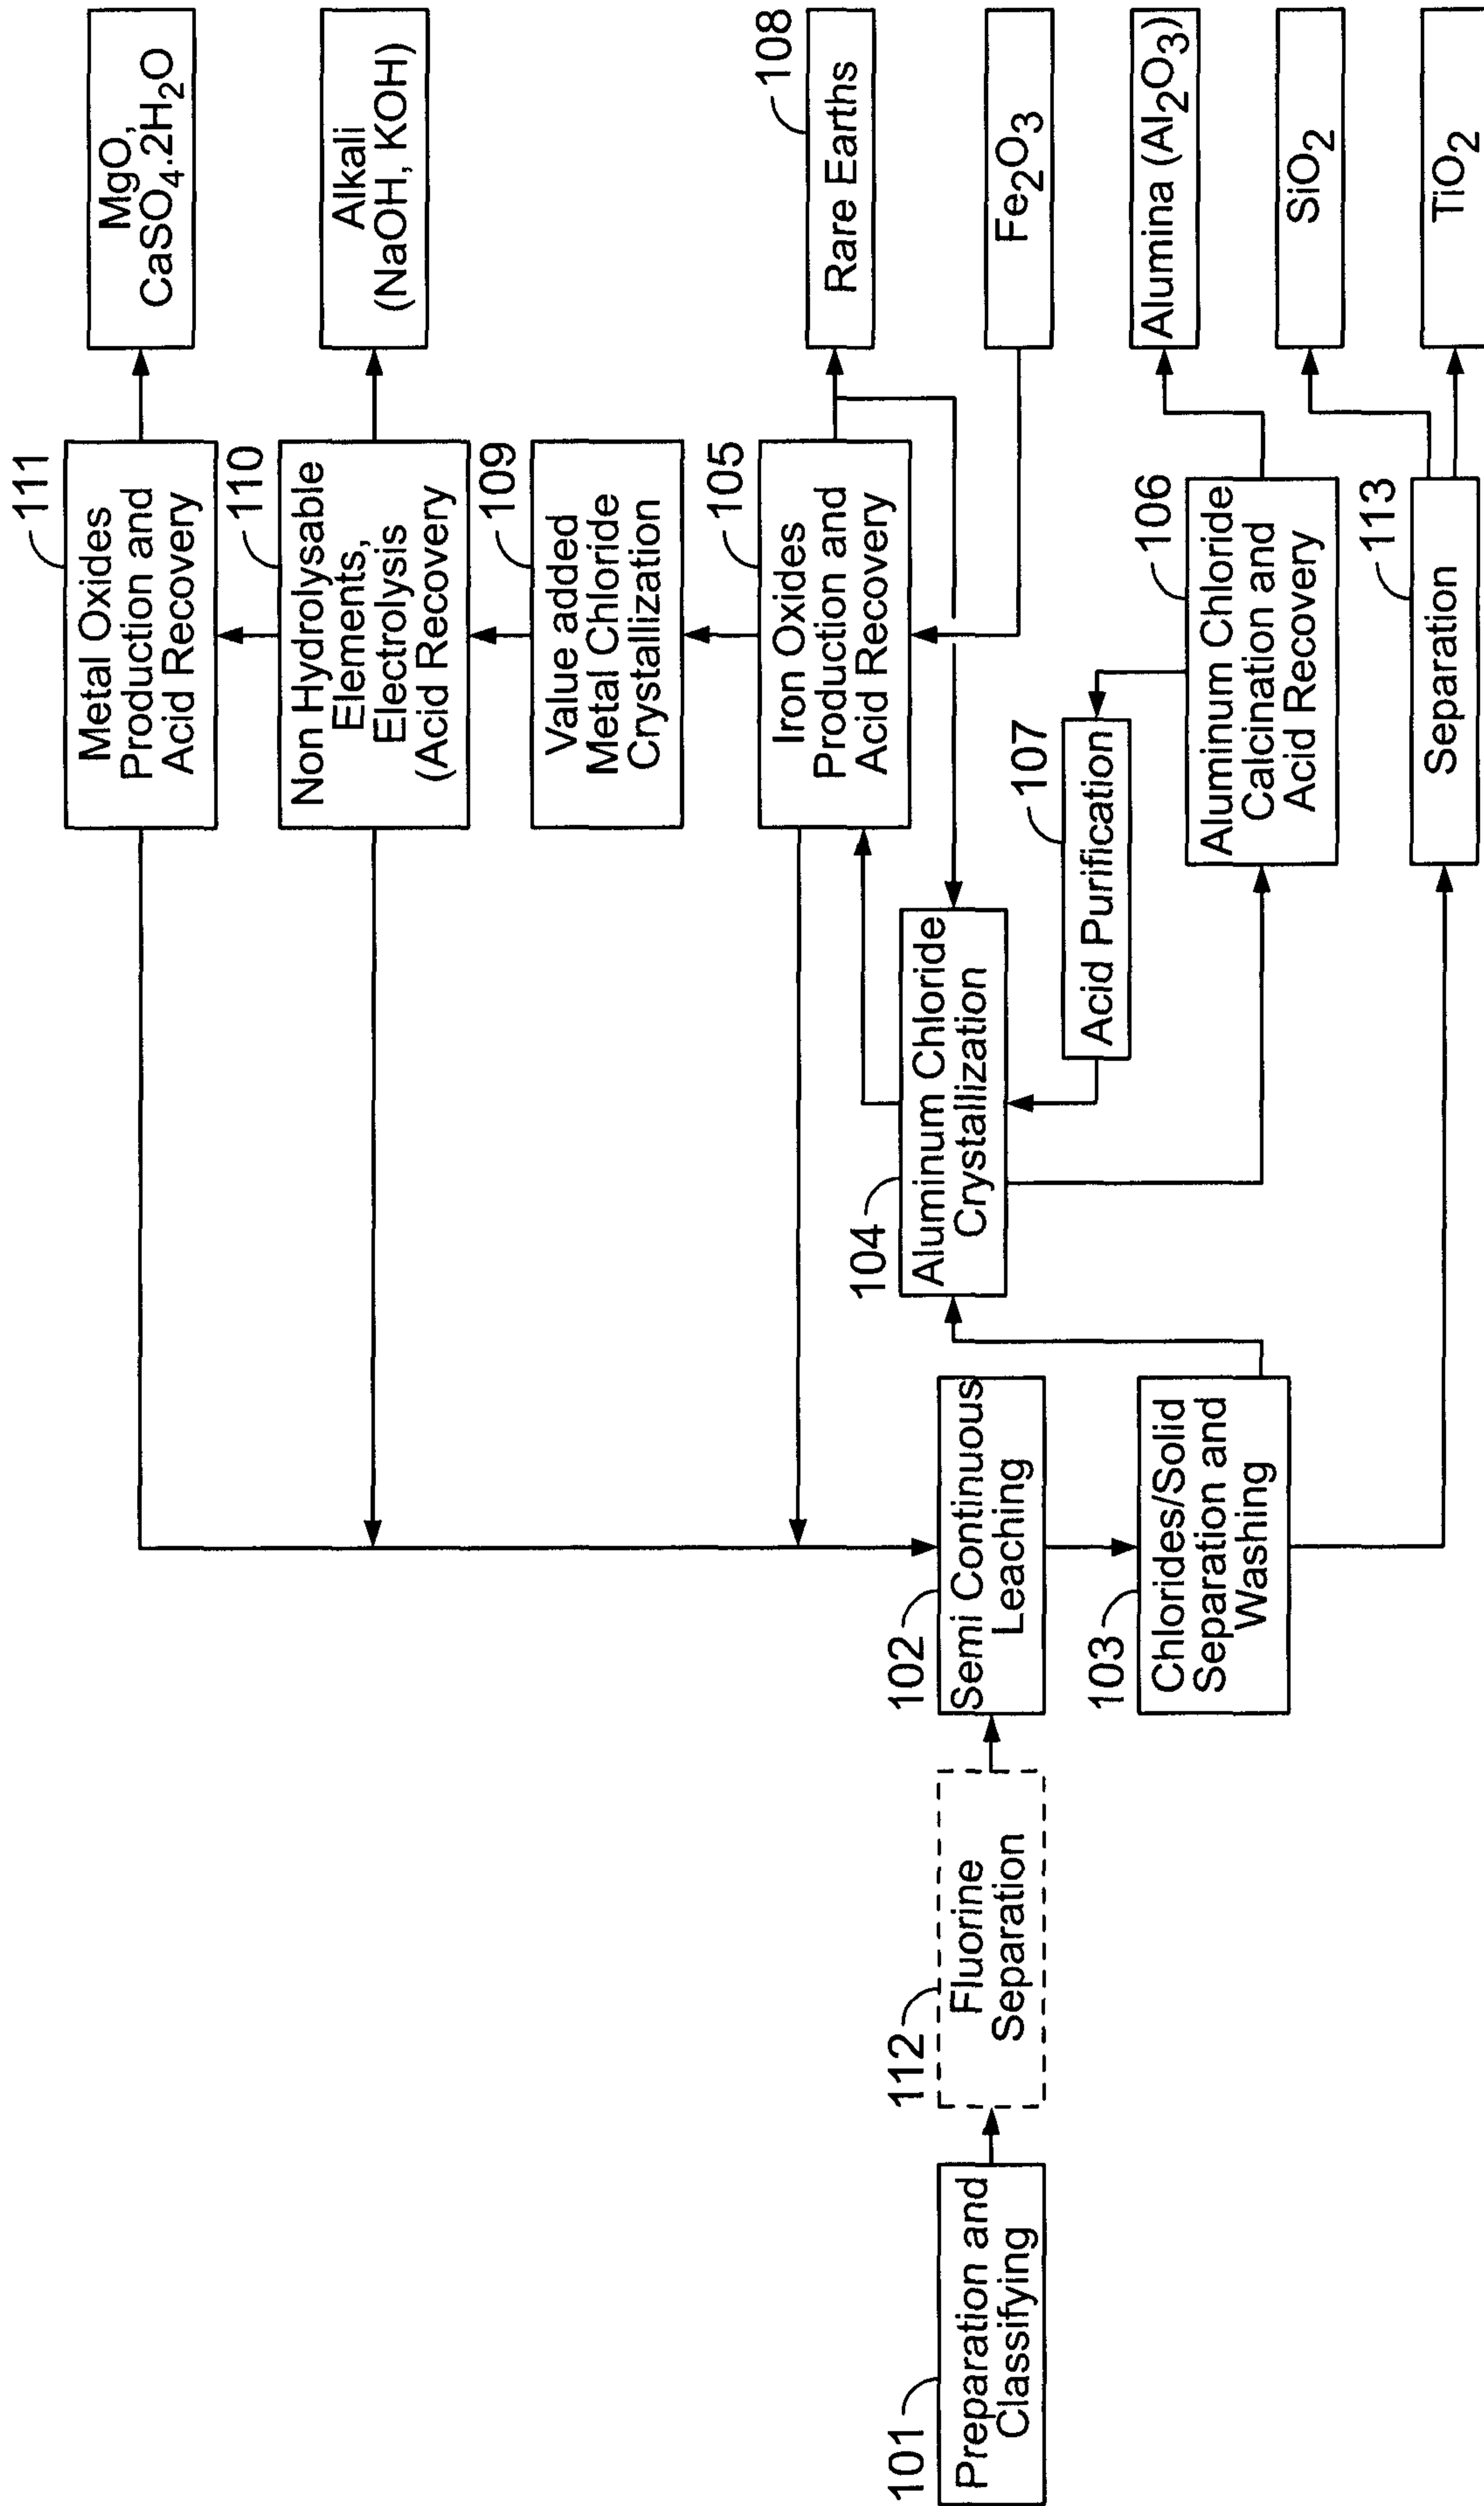 101
Preparation and
Classifying
112
Fluorine
Separation
102
Semi Continuous
Leaching
103
Chlorides/Solid
Separation and
Washing
104
Aluminum Chloride
Crystallization
107
Acid Purification
111
Metal Oxides
Production and
Acid Recovery
110
Non Hydrolysable
Elements,
Electrolysis
(Acid Recovery)
109
Value added
Metal Chloride
Crystallization
105
Iron Oxides
Production and
Acid Recovery
106
Aluminum Chloride
Calcination and
Acid Recovery
113
Separation
MgO,
CaSO4.2H2O
Alkali
(NaOH, KOH)
108
Rare Earths
Fe2O3
Alumina (Al2O3)
SiO2
TiO2